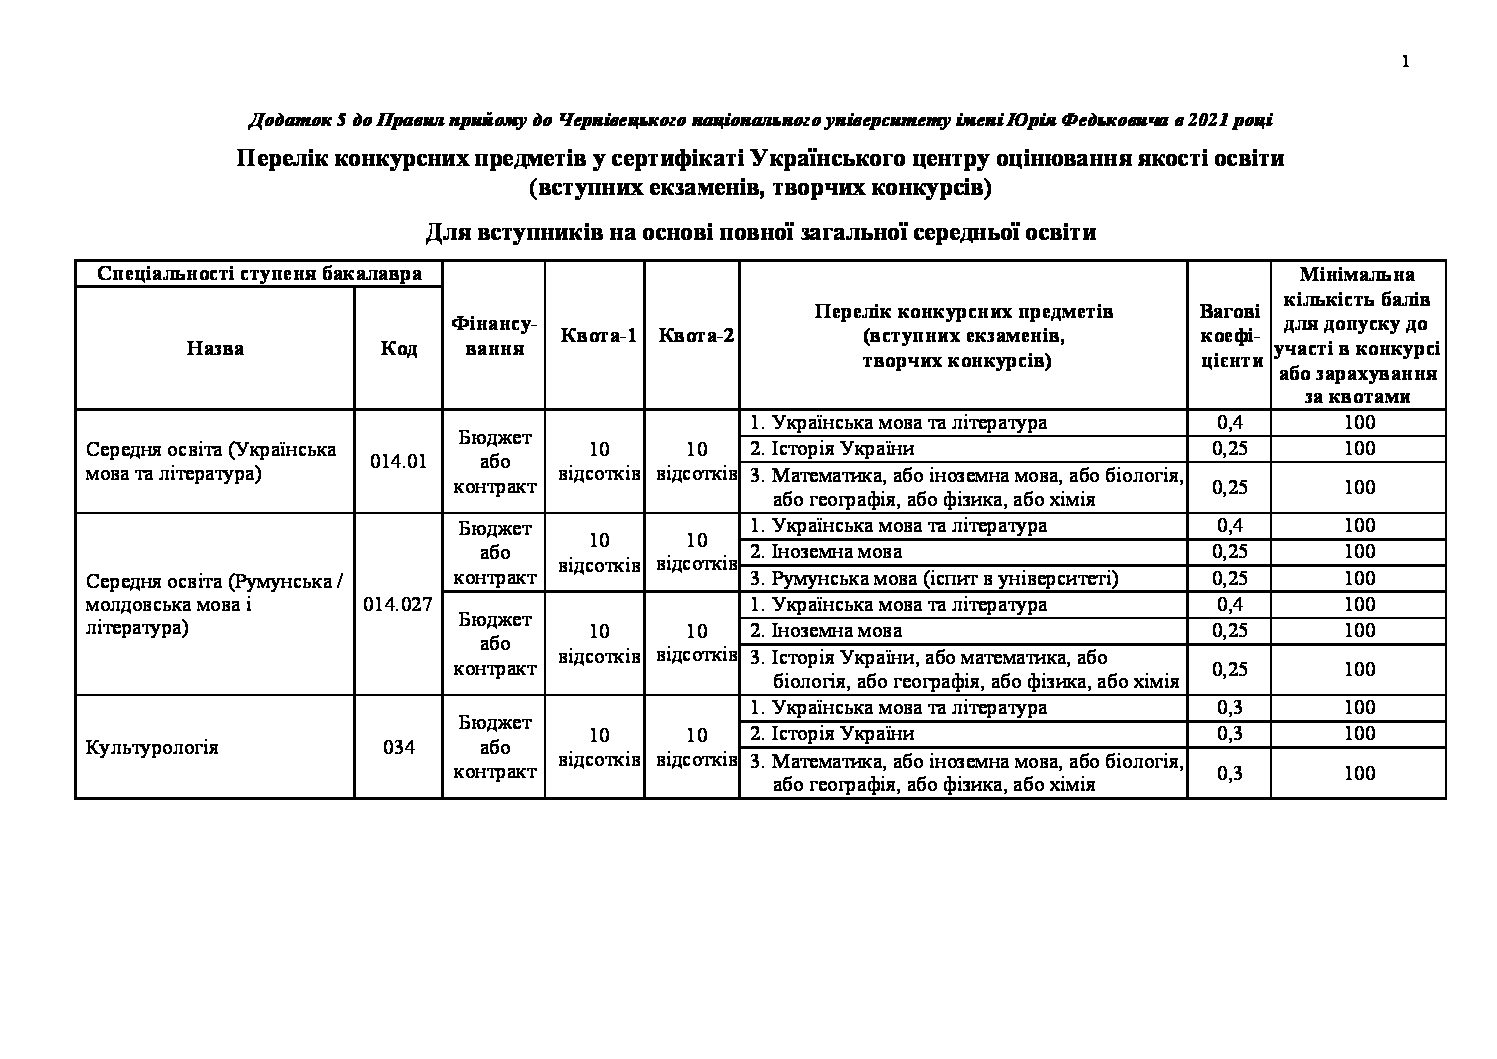 1
Додаток 5 до Правил прийому до Чернівецького національного університету імені Юрія Федьковича в 2021 році
Перелік конкурсних предметів у сертифікаті Українського центру оцінювання якості освіти
(вступних екзаменів, творчих конкурсів)
Для вступників на основі повної загальної середньої освіти
Спеціальності ступеня бакалавра
Назва
Код
Фінансу-
вання
Квота-1
Квота-2
Перелік конкурсних предметів
(вступних екзаменів,
творчих конкурсів)
Вагові
коефі-
цієнти
Мінімальна
кількість балів
для допуску до
участі в конкурсі
або зарахування
за квотами
Середня освіта (Українська
мова та література)
014.01
Бюджет
або
контракт
10
відсотків
10
відсотків
1. Українська мова та література
0,4
100
2. Історія України
0,25
100
3. Математика, або іноземна мова, або біологія,
або географія, або фізика, або хімія
0,25
100
Середня освіта (Румунська /
молдовська мова і
література)
014.027
Бюджет
або
контракт
10
відсотків
10
відсотків
1. Українська мова та література
0,4
100
2. Іноземна мова
0,25
100
3. Румунська мова (іспит в університеті)
0,25
100
Бюджет
або
контракт
10
відсотків
10
відсотків
1. Українська мова та література
0,4
100
2. Іноземна мова
0,25
100
3. Історія України, або математика, або
біологія, або географія, або фізика, або хімія
0,25
100
Культурологія
034
Бюджет
або
контракт
10
відсотків
10
відсотків
1. Українська мова та література
0,3
100
2. Історія України
0,3
100
3. Математика, або іноземна мова, або біологія,
або географія, або фізика, або хімія
0,3
100